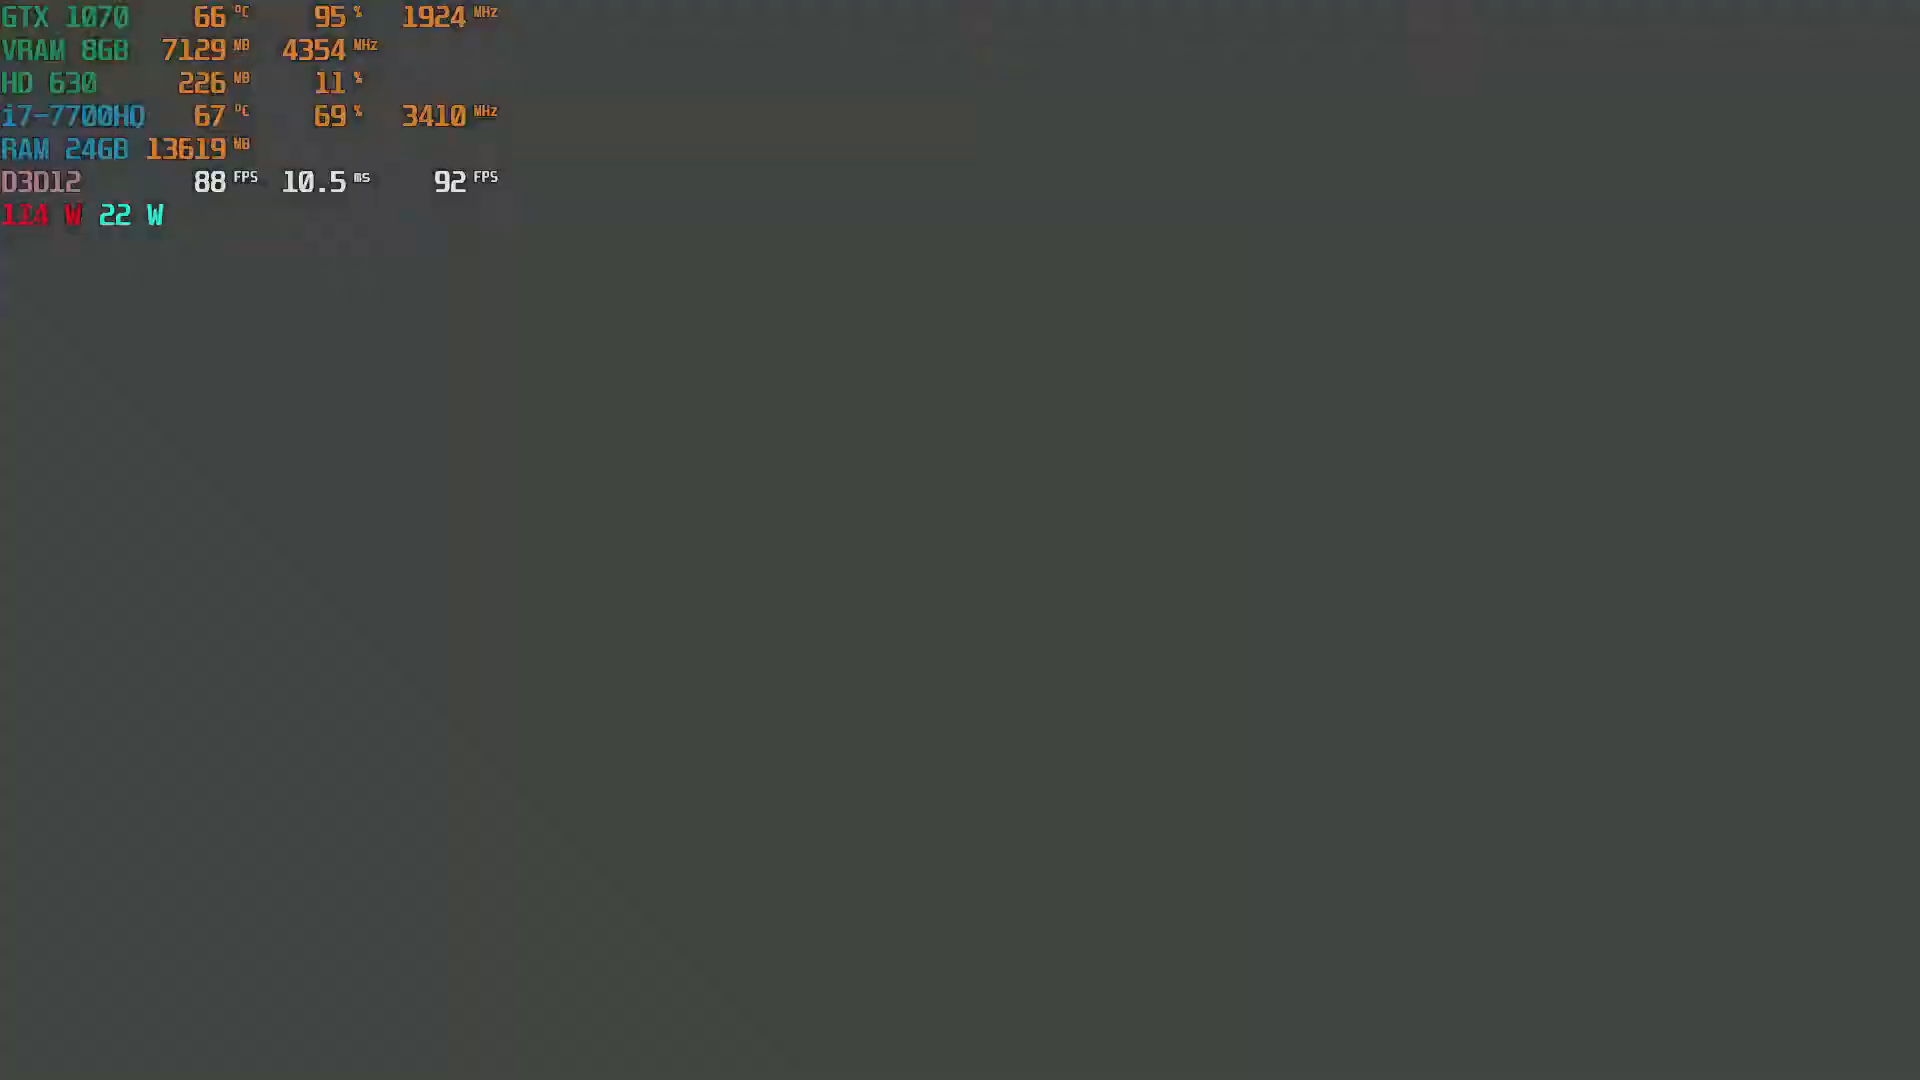 GTX 1070 66 °C 95 % 1924 MHz
VRAM 8GB 7129 MB 4354 MHz
HD 630 226 MB 11 %
i7-7700HQ 67 °C 69 % 3410 MHz
RAM 24GB 13619 MB
D3D12 88 FPS 10.5 ms 92 FPS
114 W 22 W